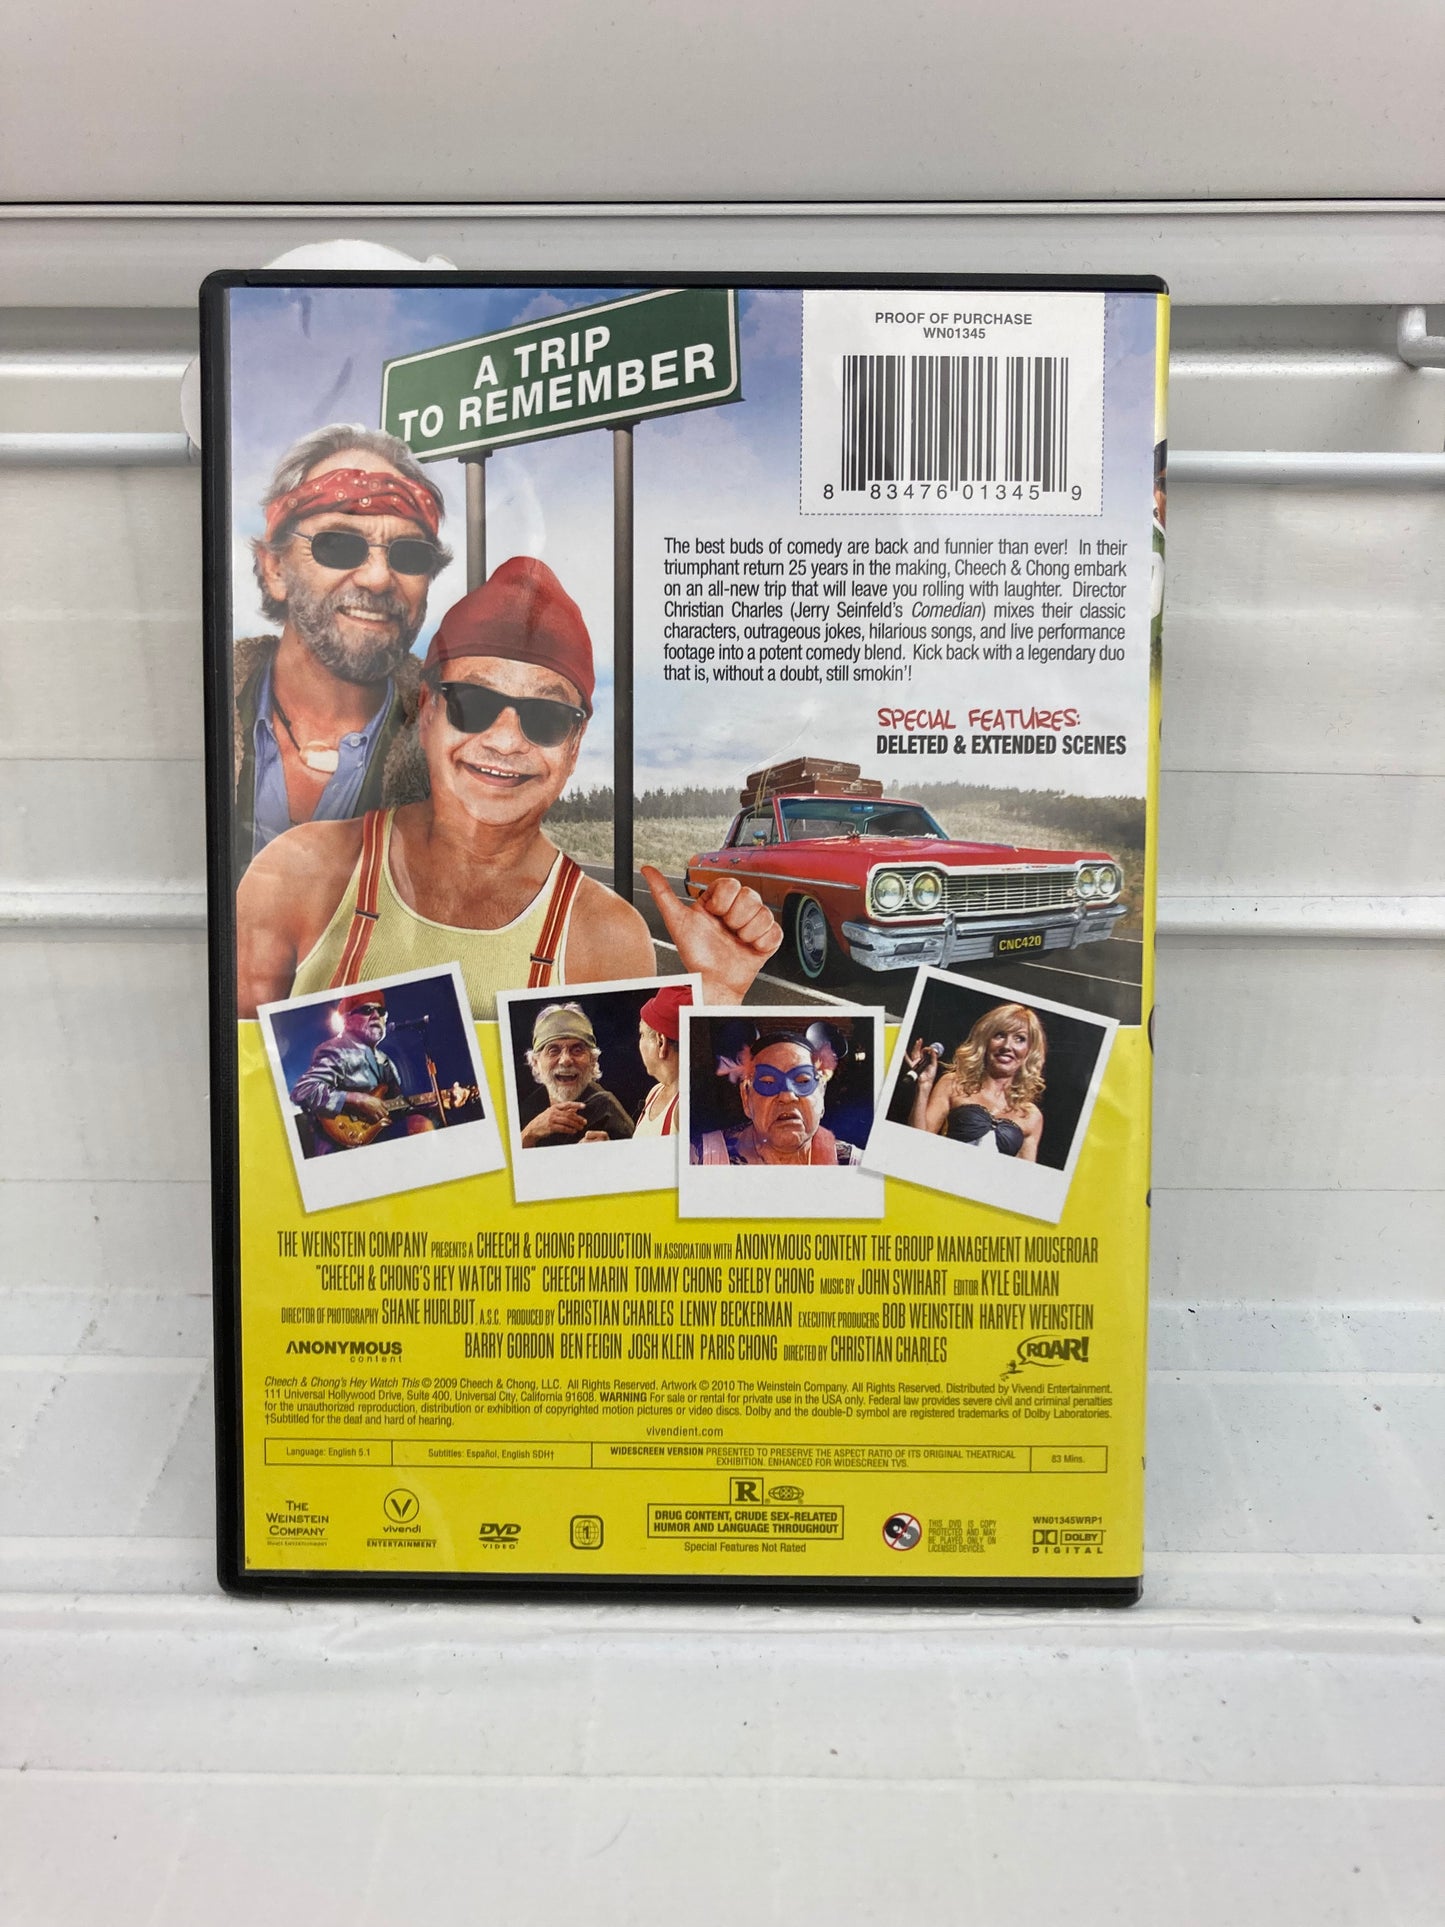 A TRIP
TO REMEMBER
PROOF OF PURCHASE
WN01345
8 83476 01345 9
The best buds of comedy are back and funnier than ever! In their
triumphant return 25 years in the making, Cheech & Chong embark
on an all-new trip that will leave you rolling with laughter. Director
Christian Charles (Jerry Seinfeld's Comedian) mixes their classic
characters, outrageous jokes, hilarious songs, and live performance
footage into a potent comedy blend. Kick back with a legendary duo
that is, without a doubt, still smokin'!
SPECIAL FEATURES:
DELETED & EXTENDED SCENES
CNC420
THE WEINSTEIN COMPANY PRESENTS A CHEECH & CHONG PRODUCTION IN ASSOCIATION WITH ANONYMOUS CONTENT THE GROUP MANAGEMENT MOUSEROAR
"CHEECH & CHONG'S HEY WATCH THIS" CHEECH MARIN TOMMY CHONG SHELBY CHONG MUSIC BY JOHN SWIHART EDITOR KYLE GILMAN
DIRECTOR OF PHOTOGRAPHY SHANE HURLBUT, A.S.C. PRODUCED BY CHRISTIAN CHARLES LENNY BECKERMAN EXECUTIVE PRODUCERS BOB WEINSTEIN HARVEY WEINSTEIN
BARRY GORDON BEN FEIGIN JOSH KLEIN PARIS CHONG DIRECTED BY CHRISTIAN CHARLES
ANONYMOUS
content
ROAR!
Cheech & Chong's Hey Watch This © 2009 Cheech & Chong, LLC. All Rights Reserved. Artwork © 2010 The Weinstein Company. All Rights Reserved. Distributed by Vivendi Entertainment.
111 Universal Hollywood Drive, Suite 400, Universal City, California 91608. WARNING For sale or rental for private use in the USA only. Federal law provides severe civil and criminal penalties
for the unauthorized reproduction, distribution or exhibition of copyrighted motion pictures or video discs. Dolby and the double-D symbol are registered trademarks of Dolby Laboratories.
†Subtitled for the deaf and hard of hearing.
vivendient.com
Language: English 5.1
Subtitles: Español, English SDH†
WIDESCREEN VERSION PRESENTED TO PRESERVE THE ASPECT RATIO OF ITS ORIGINAL THEATRICAL
EXHIBITION. ENHANCED FOR WIDESCREEN TVS.
83 Mins.
THE
WEINSTEIN
COMPANY
V
vivendi
ENTERTAINMENT
DVD
VIDEO
1
R
DRUG CONTENT, CRUDE SEX-RELATED
HUMOR AND LANGUAGE THROUGHOUT
Special Features Not Rated
THIS DVD IS COPY
PROTECTED AND MAY
BE PLAYED ONLY ON
LICENSED DEVICES.
WN01345WRP1
DOLBY
DIGITAL